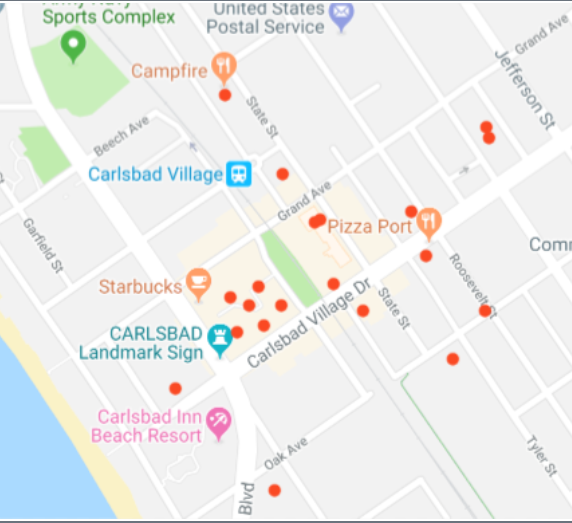 Sports Complex
United States
Postal Service
Grand Ave
Jefferson St
Campfire
State St
Beech Ave
Carlsbad Village
Grand Ave
Pizza Port
Garfield St
Comm
Roosevelt St
Starbucks
State St
CARLSBAD
Landmark Sign
Carlsbad Village Dr
Carlsbad Inn
Beach Resort
Oak Ave
Tyler St
Blvd